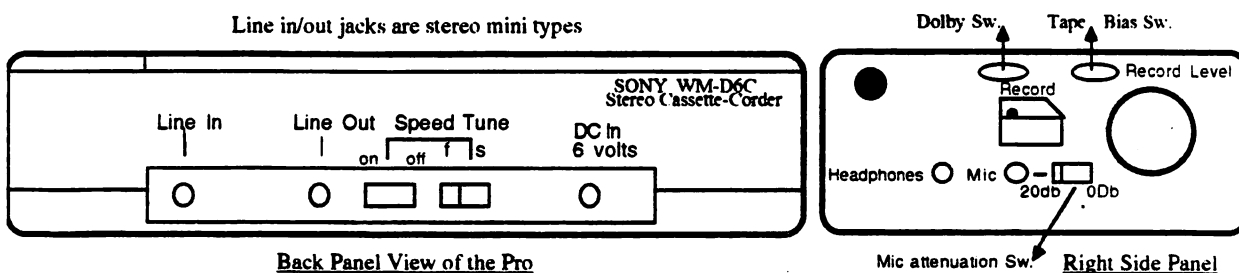 Line in/out jacks are stereo mini types
SONY WM-D6C
Stereo Cassette-Corder
Line In
Line Out
Speed Tune
on off f s
DC In
6 volts
Back Panel View of the Pro
Dolby Sw.
Tape Bias Sw.
Record Level
Record
Headphones
Mic
20db 0Db
Mic attenuation Sw.
Right Side Panel